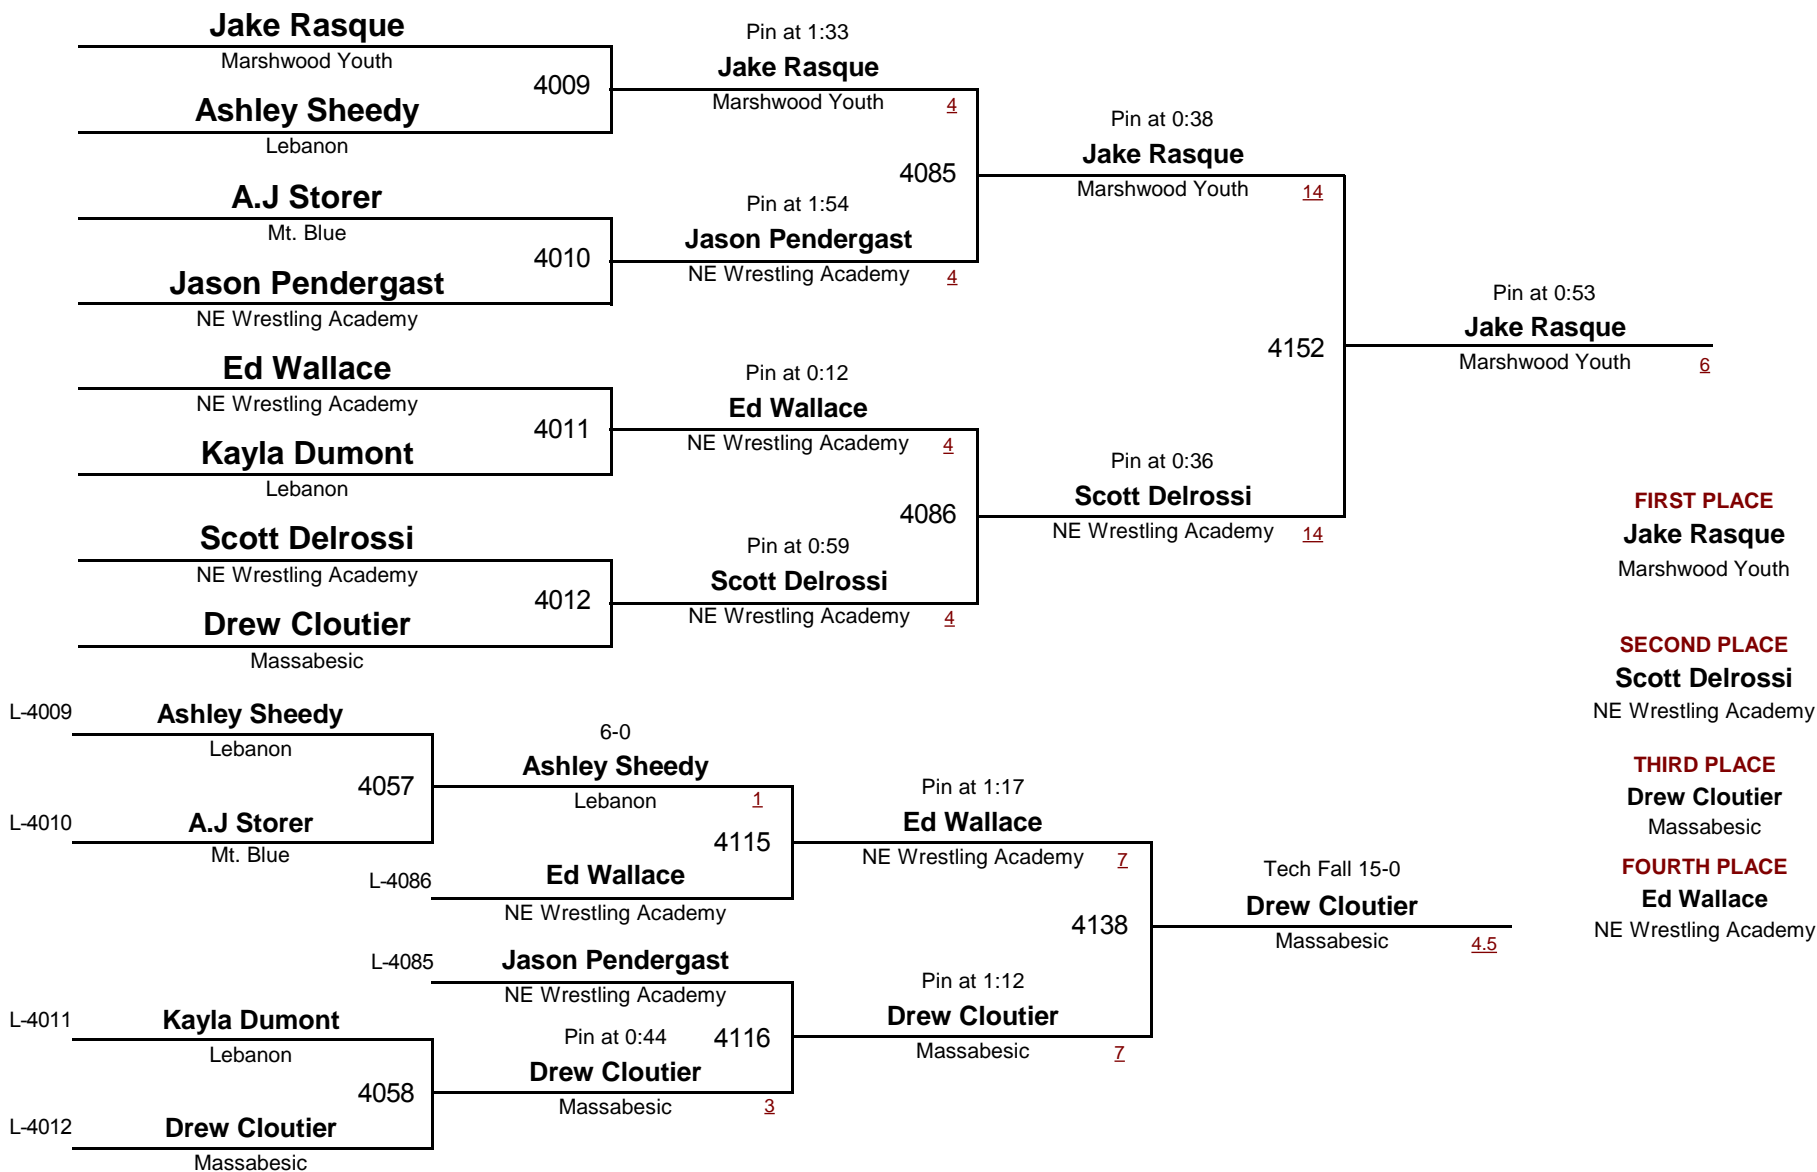 Jake Rasque
Marshwood Youth
4009
Ashley Sheedy
Lebanon
A.J Storer
Mt. Blue
4010
Jason Pendergast
NE Wrestling Academy
Ed Wallace
NE Wrestling Academy
4011
Kayla Dumont
Lebanon
Scott Delrossi
NE Wrestling Academy
4012
Drew Cloutier
Massabesic
Pin at 1:33
Jake Rasque
Marshwood Youth
4
4085
Pin at 1:54
Jason Pendergast
NE Wrestling Academy
4
Pin at 0:12
Ed Wallace
NE Wrestling Academy
4
4086
Pin at 0:59
Scott Delrossi
NE Wrestling Academy
4
Pin at 0:38
Jake Rasque
Marshwood Youth
14
4152
Pin at 0:36
Scott Delrossi
NE Wrestling Academy
14
Pin at 0:53
Jake Rasque
Marshwood Youth
6
FIRST PLACE
Jake Rasque
Marshwood Youth
SECOND PLACE
Scott Delrossi
NE Wrestling Academy
THIRD PLACE
Drew Cloutier
Massabesic
FOURTH PLACE
Ed Wallace
NE Wrestling Academy
L-4009
Ashley Sheedy
Lebanon
4057
L-4010
A.J Storer
Mt. Blue
6-0
Ashley Sheedy
Lebanon
1
4115
L-4086
Ed Wallace
NE Wrestling Academy
L-4085
Jason Pendergast
NE Wrestling Academy
4116
L-4011
Kayla Dumont
Lebanon
4058
L-4012
Drew Cloutier
Massabesic
Pin at 0:44
Drew Cloutier
Massabesic
3
Pin at 1:17
Ed Wallace
NE Wrestling Academy
7
4138
Pin at 1:12
Drew Cloutier
Massabesic
7
Tech Fall 15-0
Drew Cloutier
Massabesic
4.5